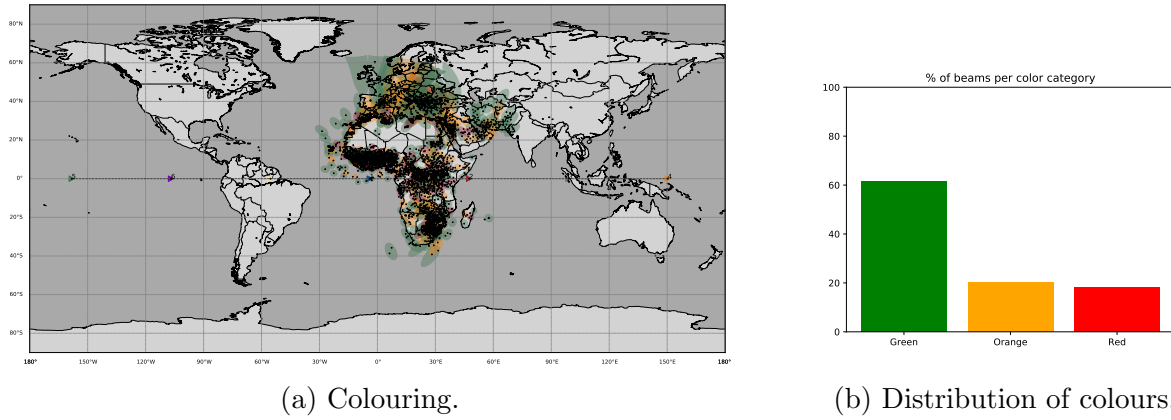 80°N
60°N
40°N
20°N
0°
20°S
40°S
60°S
80°S
180° 150°W 120°W 90°W 60°W 30°W 0° 30°E 60°E 90°E 120°E 150°E 180°
(a) Colouring.
% of beams per color category
100
80
60
40
20
0
Green Orange Red
(b) Distribution of colours